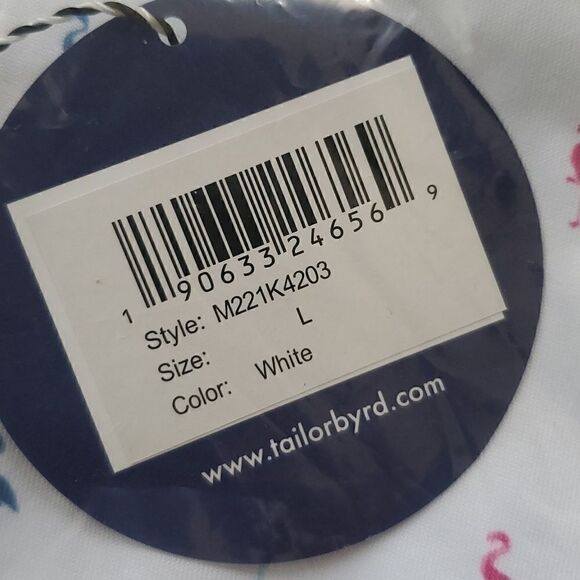 1 90633 24656 9
Style: M221K4203
Size: L
Color: White
www.tailorbyrd.com